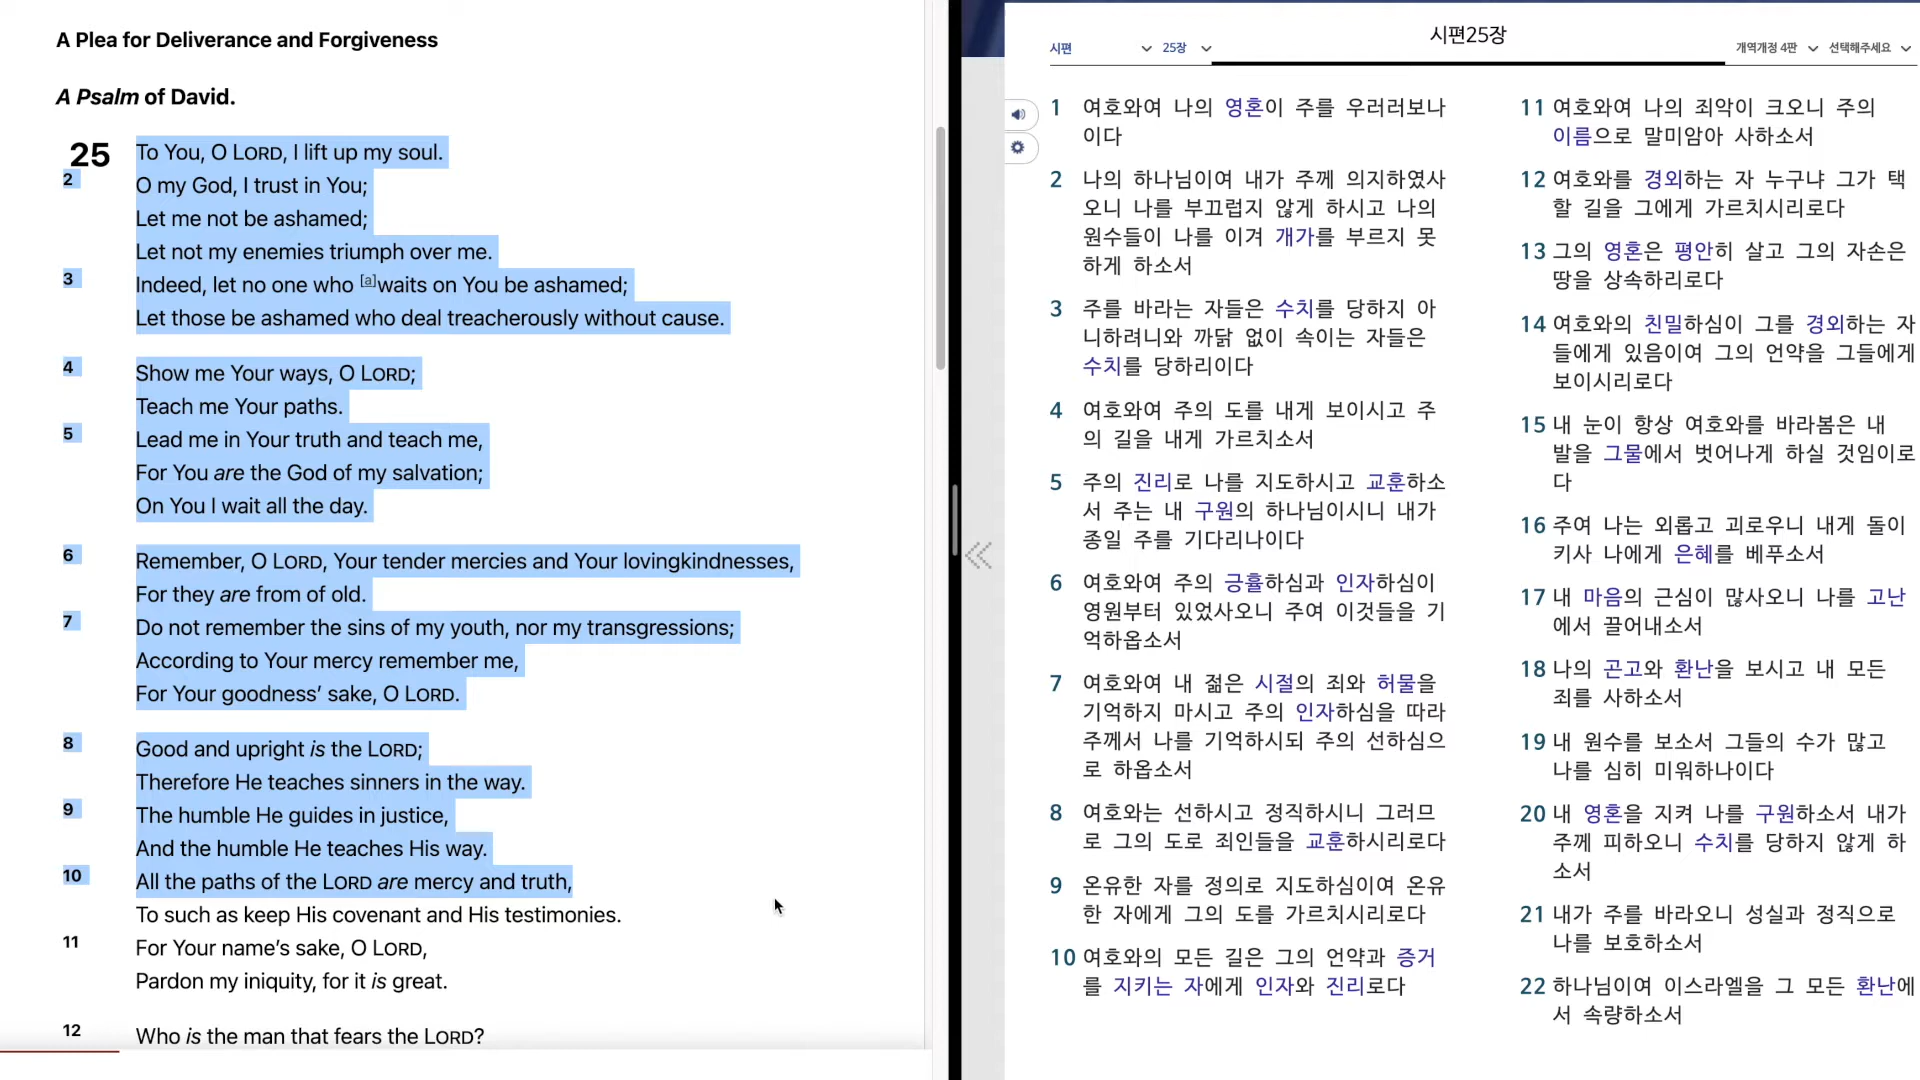 A Plea for Deliverance and Forgiveness
A Psalm of David.
25 To You, O LORD, I lift up my soul.
2 O my God, I trust in You;
Let me not be ashamed;
Let not my enemies triumph over me.
3 Indeed, let no one who [a]waits on You be ashamed;
Let those be ashamed who deal treacherously without cause.
4 Show me Your ways, O LORD;
Teach me Your paths.
5 Lead me in Your truth and teach me,
For You are the God of my salvation;
On You I wait all the day.
6 Remember, O LORD, Your tender mercies and Your lovingkindnesses,
For they are from of old.
7 Do not remember the sins of my youth, nor my transgressions;
According to Your mercy remember me,
For Your goodness’ sake, O LORD.
8 Good and upright is the LORD;
Therefore He teaches sinners in the way.
9 The humble He guides in justice,
And the humble He teaches His way.
10 All the paths of the LORD are mercy and truth,
To such as keep His covenant and His testimonies.
11 For Your name’s sake, O LORD,
Pardon my iniquity, for it is great.
12 Who is the man that fears the LORD?
시편 25장
시편25장
개역개정 4판 선택해주세요
1 여호와여 나의 영혼이 주를 우러러보나
이다
2 나의 하나님이여 내가 주께 의지하였사
오니 나를 부끄럽지 않게 하시고 나의
원수들이 나를 이겨 개가를 부르지 못
하게 하소서
3 주를 바라는 자들은 수치를 당하지 아
니하려니와 까닭 없이 속이는 자들은
수치를 당하리이다
4 여호와여 주의 도를 내게 보이시고 주
의 길을 내게 가르치소서
5 주의 진리로 나를 지도하시고 교훈하소
서 주는 내 구원의 하나님이시니 내가
종일 주를 기다리나이다
6 여호와여 주의 긍휼하심과 인자하심이
영원부터 있었사오니 주여 이것들을 기
억하옵소서
7 여호와여 내 젊은 시절의 죄와 허물을
기억하지 마시고 주의 인자하심을 따라
주께서 나를 기억하시되 주의 선하심으
로 하옵소서
8 여호와는 선하시고 정직하시니 그러므
로 그의 도로 죄인들을 교훈하시리로다
9 온유한 자를 정의로 지도하심이여 온유
한 자에게 그의 도를 가르치시리로다
10 여호와의 모든 길은 그의 언약과 증거
를 지키는 자에게 인자와 진리로다
11 여호와여 나의 죄악이 크오니 주의
이름으로 말미암아 사하소서
12 여호와를 경외하는 자 누구냐 그가 택
할 길을 그에게 가르치시리로다
13 그의 영혼은 평안히 살고 그의 자손은
땅을 상속하리로다
14 여호와의 친밀하심이 그를 경외하는 자
들에게 있음이여 그의 언약을 그들에게
보이시리로다
15 내 눈이 항상 여호와를 바라봄은 내
발을 그물에서 벗어나게 하실 것임이로
다
16 주여 나는 외롭고 괴로우니 내게 돌이
키사 나에게 은혜를 베푸소서
17 내 마음의 근심이 많사오니 나를 고난
에서 끌어내소서
18 나의 곤고와 환난을 보시고 내 모든
죄를 사하소서
19 내 원수를 보소서 그들의 수가 많고
나를 심히 미워하나이다
20 내 영혼을 지켜 나를 구원하소서 내가
주께 피하오니 수치를 당하지 않게 하
소서
21 내가 주를 바라오니 성실과 정직으로
나를 보호하소서
22 하나님이여 이스라엘을 그 모든 환난에
서 속량하소서